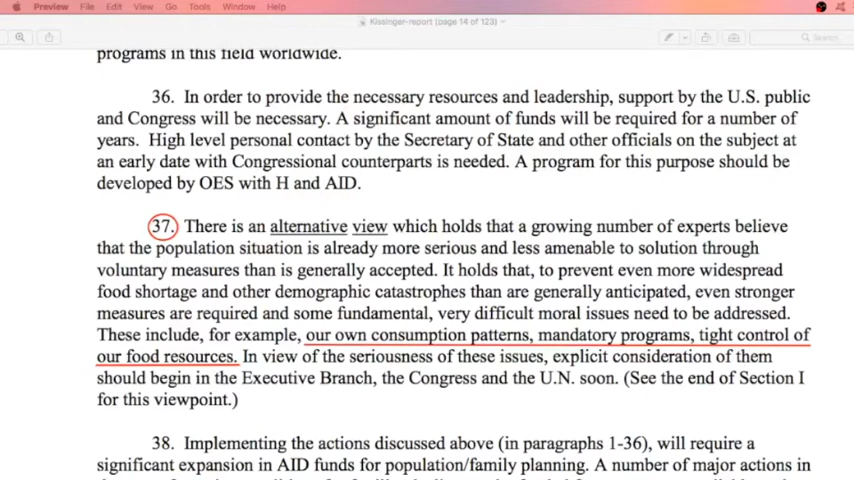 Preview File Edit View Go Tools Window Help
Kissinger-report (page 14 of 123)
Search
programs in this field worldwide.
36. In order to provide the necessary resources and leadership, support by the U.S. public
and Congress will be necessary. A significant amount of funds will be required for a number of
years. High level personal contact by the Secretary of State and other officials on the subject at
an early date with Congressional counterparts is needed. A program for this purpose should be
developed by OES with H and AID.
37. There is an alternative view which holds that a growing number of experts believe
that the population situation is already more serious and less amenable to solution through
voluntary measures than is generally accepted. It holds that, to prevent even more widespread
food shortage and other demographic catastrophes than are generally anticipated, even stronger
measures are required and some fundamental, very difficult moral issues need to be addressed.
These include, for example, our own consumption patterns, mandatory programs, tight control of
our food resources. In view of the seriousness of these issues, explicit consideration of them
should begin in the Executive Branch, the Congress and the U.N. soon. (See the end of Section I
for this viewpoint.)
38. Implementing the actions discussed above (in paragraphs 1-36), will require a
significant expansion in AID funds for population/family planning. A number of major actions in